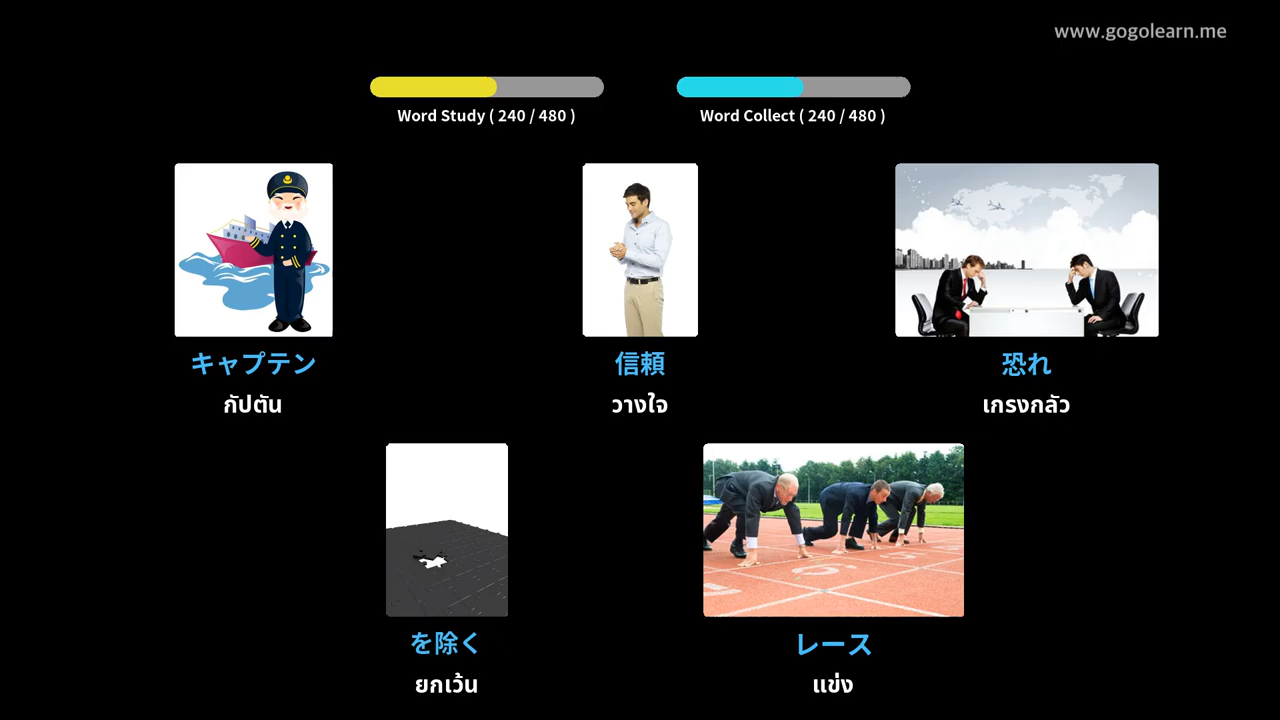 www.gogolearn.me
Word Study ( 240 / 480 )
Word Collect ( 240 / 480 )
キャプテン
กัปตัน
信頼
วางใจ
恐れ
เกรงกลัว
を除く
ยกเว้น
レース
แข่ง